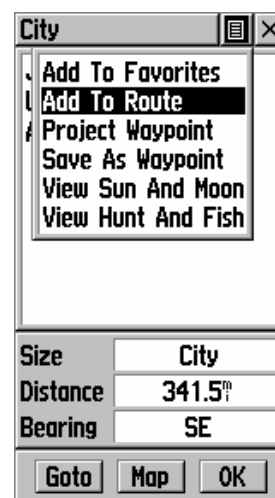 City
Add To Favorites
Add To Route
Project Waypoint
Save As Waypoint
View Sun And Moon
View Hunt And Fish
Size City
Distance 341.5mi
Bearing SE
Goto Map OK